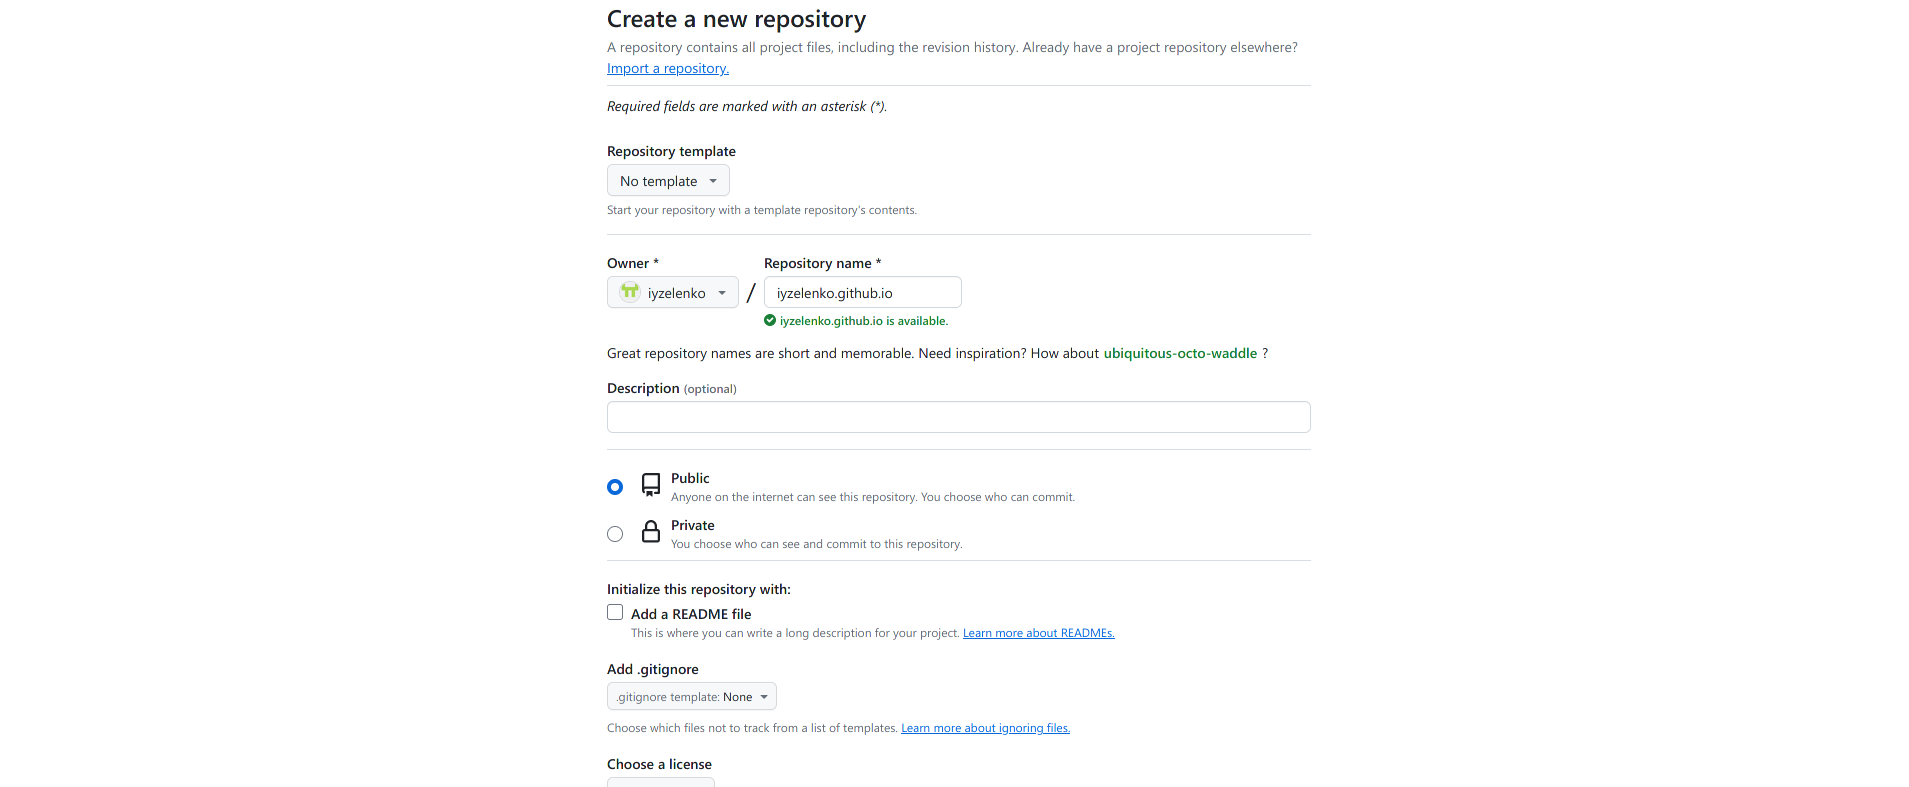 Create a new repository
A repository contains all project files, including the revision history. Already have a project repository elsewhere?
Import a repository.
Required fields are marked with an asterisk (*).
Repository template
No template
Start your repository with a template repository's contents.
Owner *
Repository name *
iyzelenko / iyzelenko.github.io
iyzelenko.github.io is available.
Great repository names are short and memorable. Need inspiration? How about ubiquitous-octo-waddle ?
Description (optional)
Public
Anyone on the internet can see this repository. You choose who can commit.
Private
You choose who can see and commit to this repository.
Initialize this repository with:
Add a README file
This is where you can write a long description for your project. Learn more about READMEs.
Add .gitignore
.gitignore template: None
Choose which files not to track from a list of templates. Learn more about ignoring files.
Choose a license